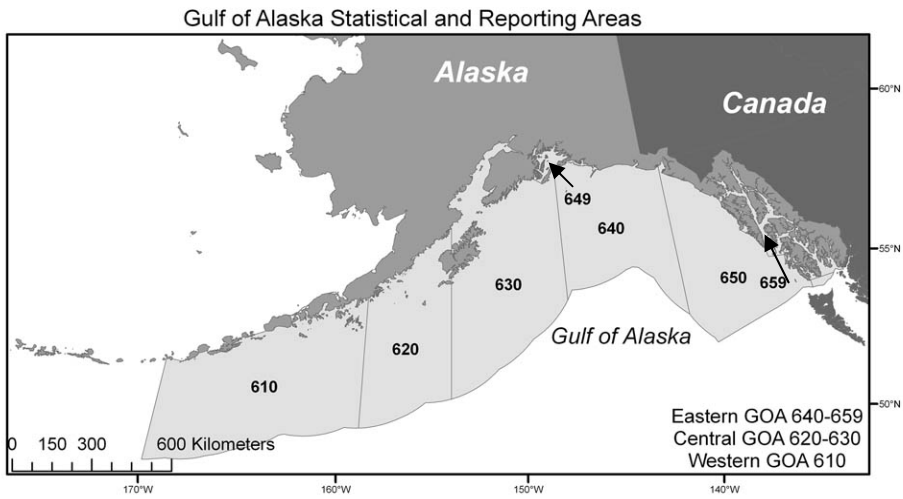 Gulf of Alaska Statistical and Reporting Areas
Alaska
Canada
60°N
649
640
55°N
630
650
659
620
Gulf of Alaska
610
50°N
Eastern GOA 640-659
Central GOA 620-630
Western GOA 610
0 150 300 600 Kilometers
170°W 160°W 150°W 140°W